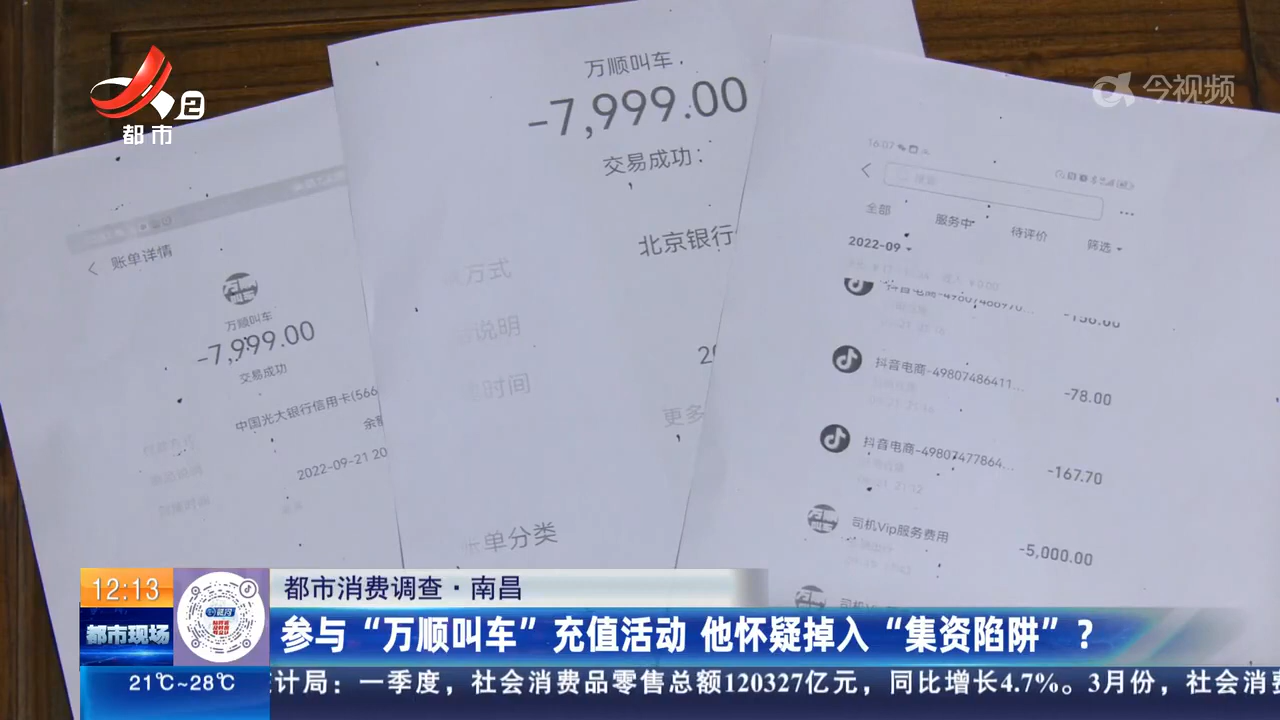 都市
2
今视频
账单详情
万顺叫车
-7,999.00
交易成功
中国光大银行信用卡(566
2022-09-21 20
万顺叫车
-7,999.00
交易成功
北京银行
方式
说明
时间
更多
账单分类
16:07
搜索
全部
服务中
待评价
筛选
2022-09
抖音电商-49807486411...
-78.00
抖音电商-49807477864...
-167.70
司机Vip服务费用
-5,000.00
12:13
都市现场
都市消费调查·南昌
参与“万顺叫车”充值活动 他怀疑掉入“集资陷阱”？
21℃~28℃
计局：一季度，社会消费品零售总额120327亿元，同比增长4.7%。3月份，社会消